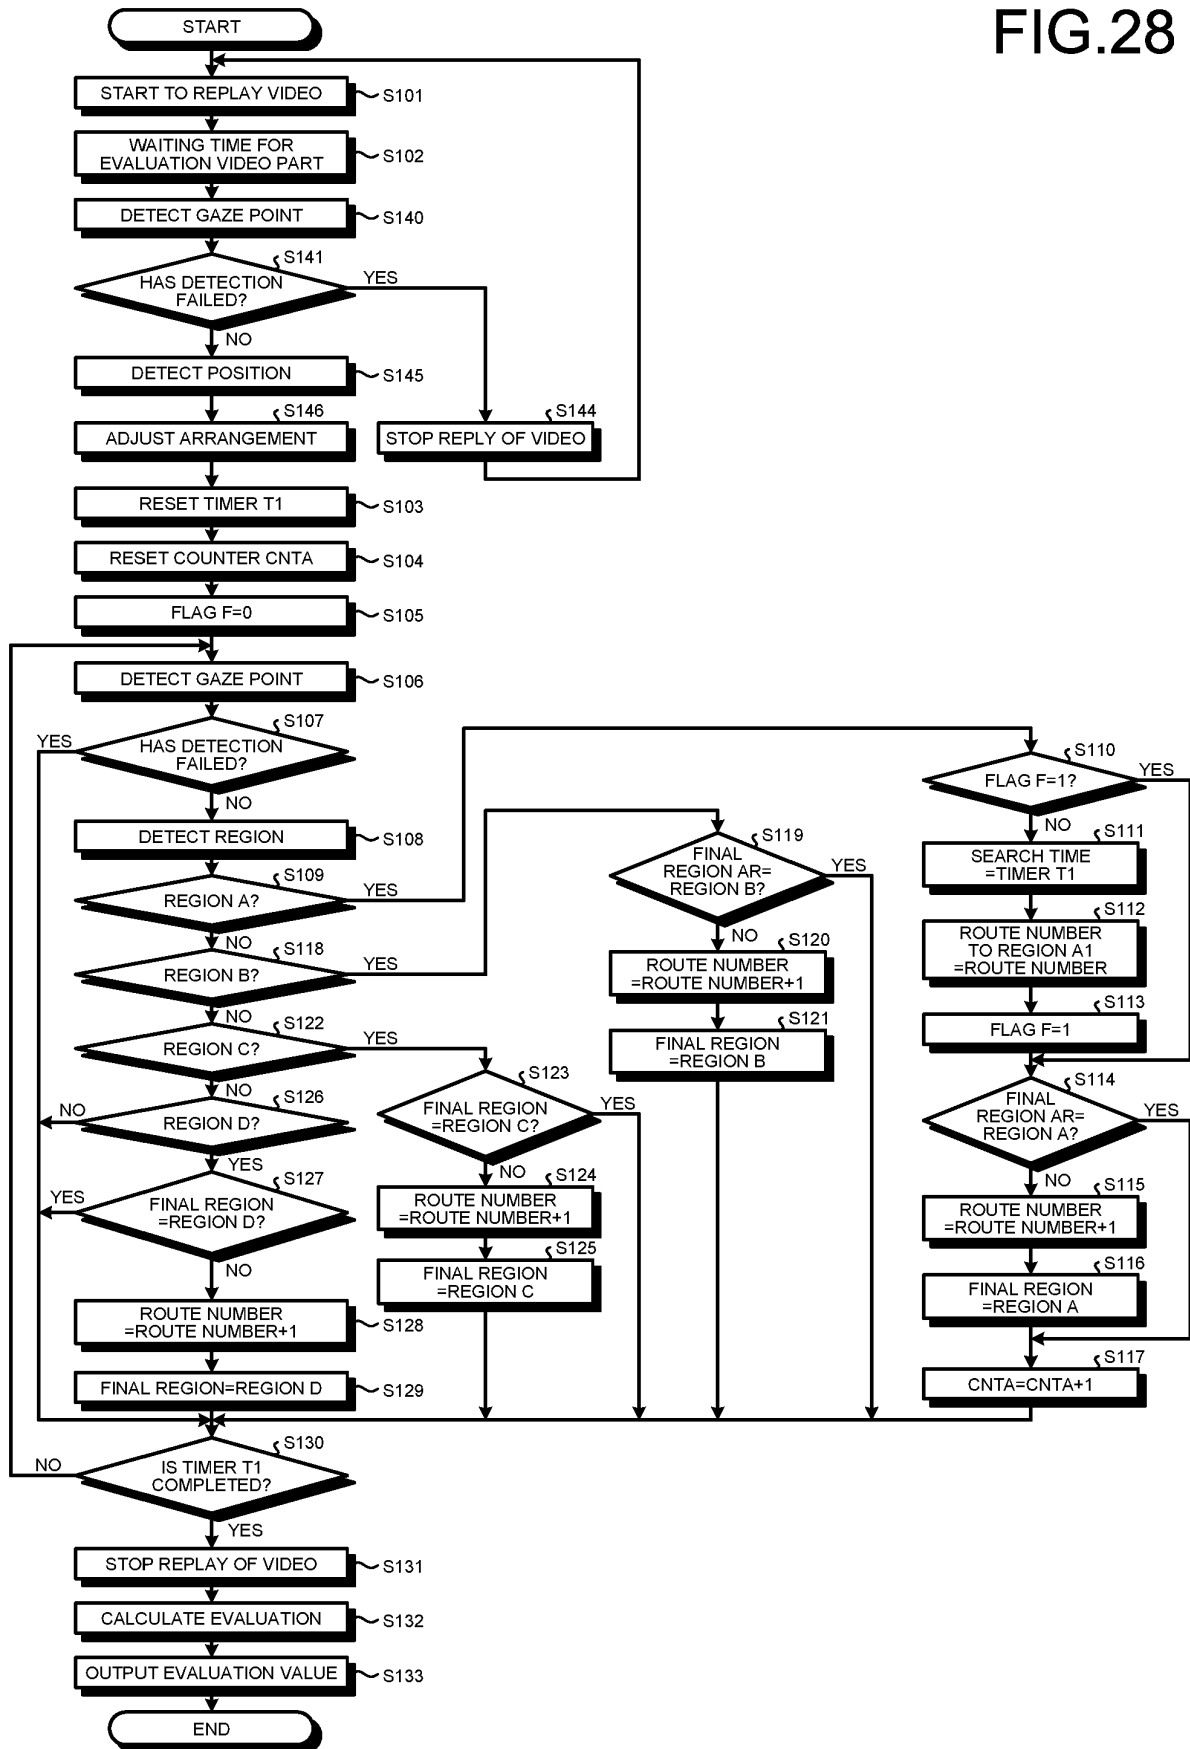 FIG.28
START
START TO REPLAY VIDEO
S101
WAITING TIME FOR
EVALUATION VIDEO PART
S102
DETECT GAZE POINT
S140
S141
HAS DETECTION
FAILED?
YES
NO
DETECT POSITION
S145
S146
ADJUST ARRANGEMENT
S144
STOP REPLY OF VIDEO
RESET TIMER T1
S103
RESET COUNTER CNTA
S104
FLAG F=0
S105
DETECT GAZE POINT
S106
S107
YES
HAS DETECTION
FAILED?
NO
DETECT REGION
S108
S109
REGION A?
YES
NO
S118
REGION B?
YES
NO
S122
REGION C?
YES
NO
S126
NO
REGION D?
YES
S127
YES
FINAL REGION
=REGION D?
NO
ROUTE NUMBER
=ROUTE NUMBER+1
S128
FINAL REGION=REGION D
S129
S123
FINAL REGION
=REGION C?
YES
NO
S124
ROUTE NUMBER
=ROUTE NUMBER+1
S125
FINAL REGION
=REGION C
S119
FINAL
REGION AR=
REGION B?
YES
NO
S120
ROUTE NUMBER
=ROUTE NUMBER+1
S121
FINAL REGION
=REGION B
S110
FLAG F=1?
YES
NO
S111
SEARCH TIME
=TIMER T1
S112
ROUTE NUMBER
TO REGION A1
=ROUTE NUMBER
S113
FLAG F=1
S114
FINAL
REGION AR=
REGION A?
YES
NO
S115
ROUTE NUMBER
=ROUTE NUMBER+1
S116
FINAL REGION
=REGION A
S117
CNTA=CNTA+1
S130
NO
IS TIMER T1
COMPLETED?
YES
STOP REPLAY OF VIDEO
S131
CALCULATE EVALUATION
S132
OUTPUT EVALUATION VALUE
S133
END